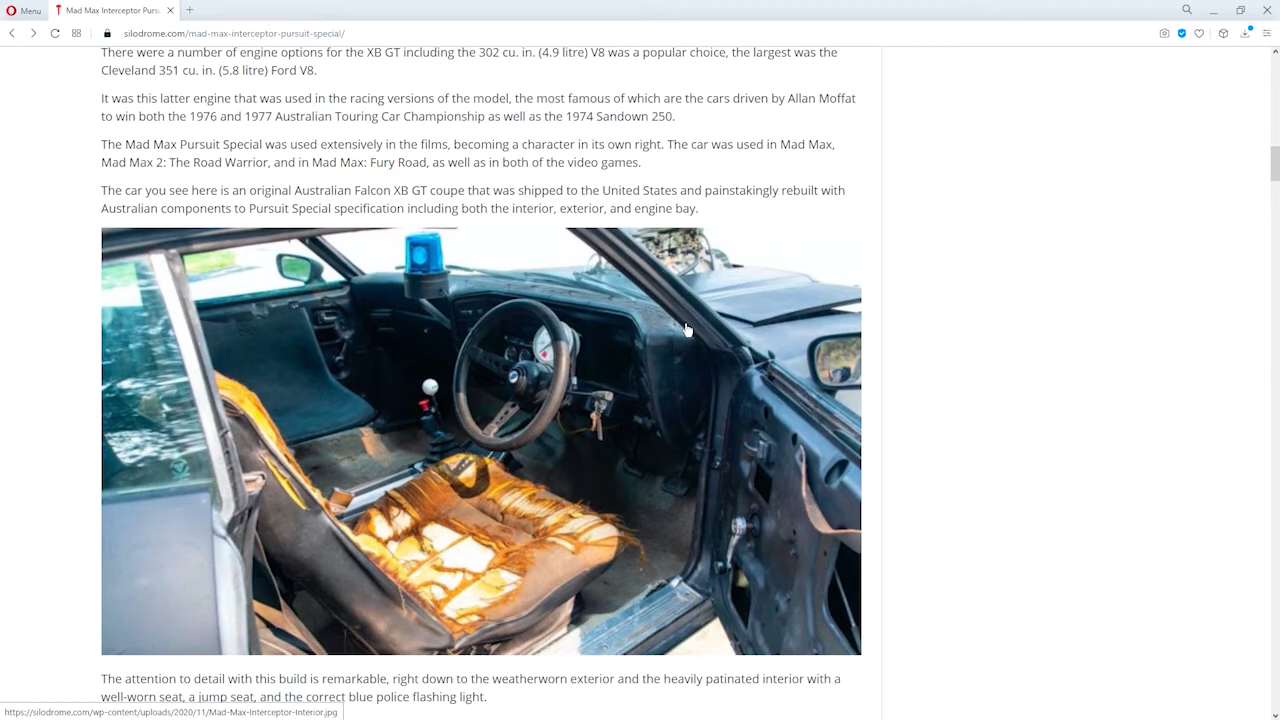 Menu
Mad Max Interceptor Pursu
silodrome.com/mad-max-interceptor-pursuit-special/
There were a number of engine options for the XB GT including the 302 cu. in. (4.9 litre) V8 was a popular choice, the largest was the
Cleveland 351 cu. in. (5.8 litre) Ford V8.
It was this latter engine that was used in the racing versions of the model, the most famous of which are the cars driven by Allan Moffat
to win both the 1976 and 1977 Australian Touring Car Championship as well as the 1974 Sandown 250.
The Mad Max Pursuit Special was used extensively in the films, becoming a character in its own right. The car was used in Mad Max,
Mad Max 2: The Road Warrior, and in Mad Max: Fury Road, as well as in both of the video games.
The car you see here is an original Australian Falcon XB GT coupe that was shipped to the United States and painstakingly rebuilt with
Australian components to Pursuit Special specification including both the interior, exterior, and engine bay.
The attention to detail with this build is remarkable, right down to the weatherworn exterior and the heavily patinated interior with a
well-worn seat, a jump seat, and the correct blue police flashing light.
https://silodrome.com/wp-content/uploads/2020/11/Mad-Max-Interceptor-Interior.jpg